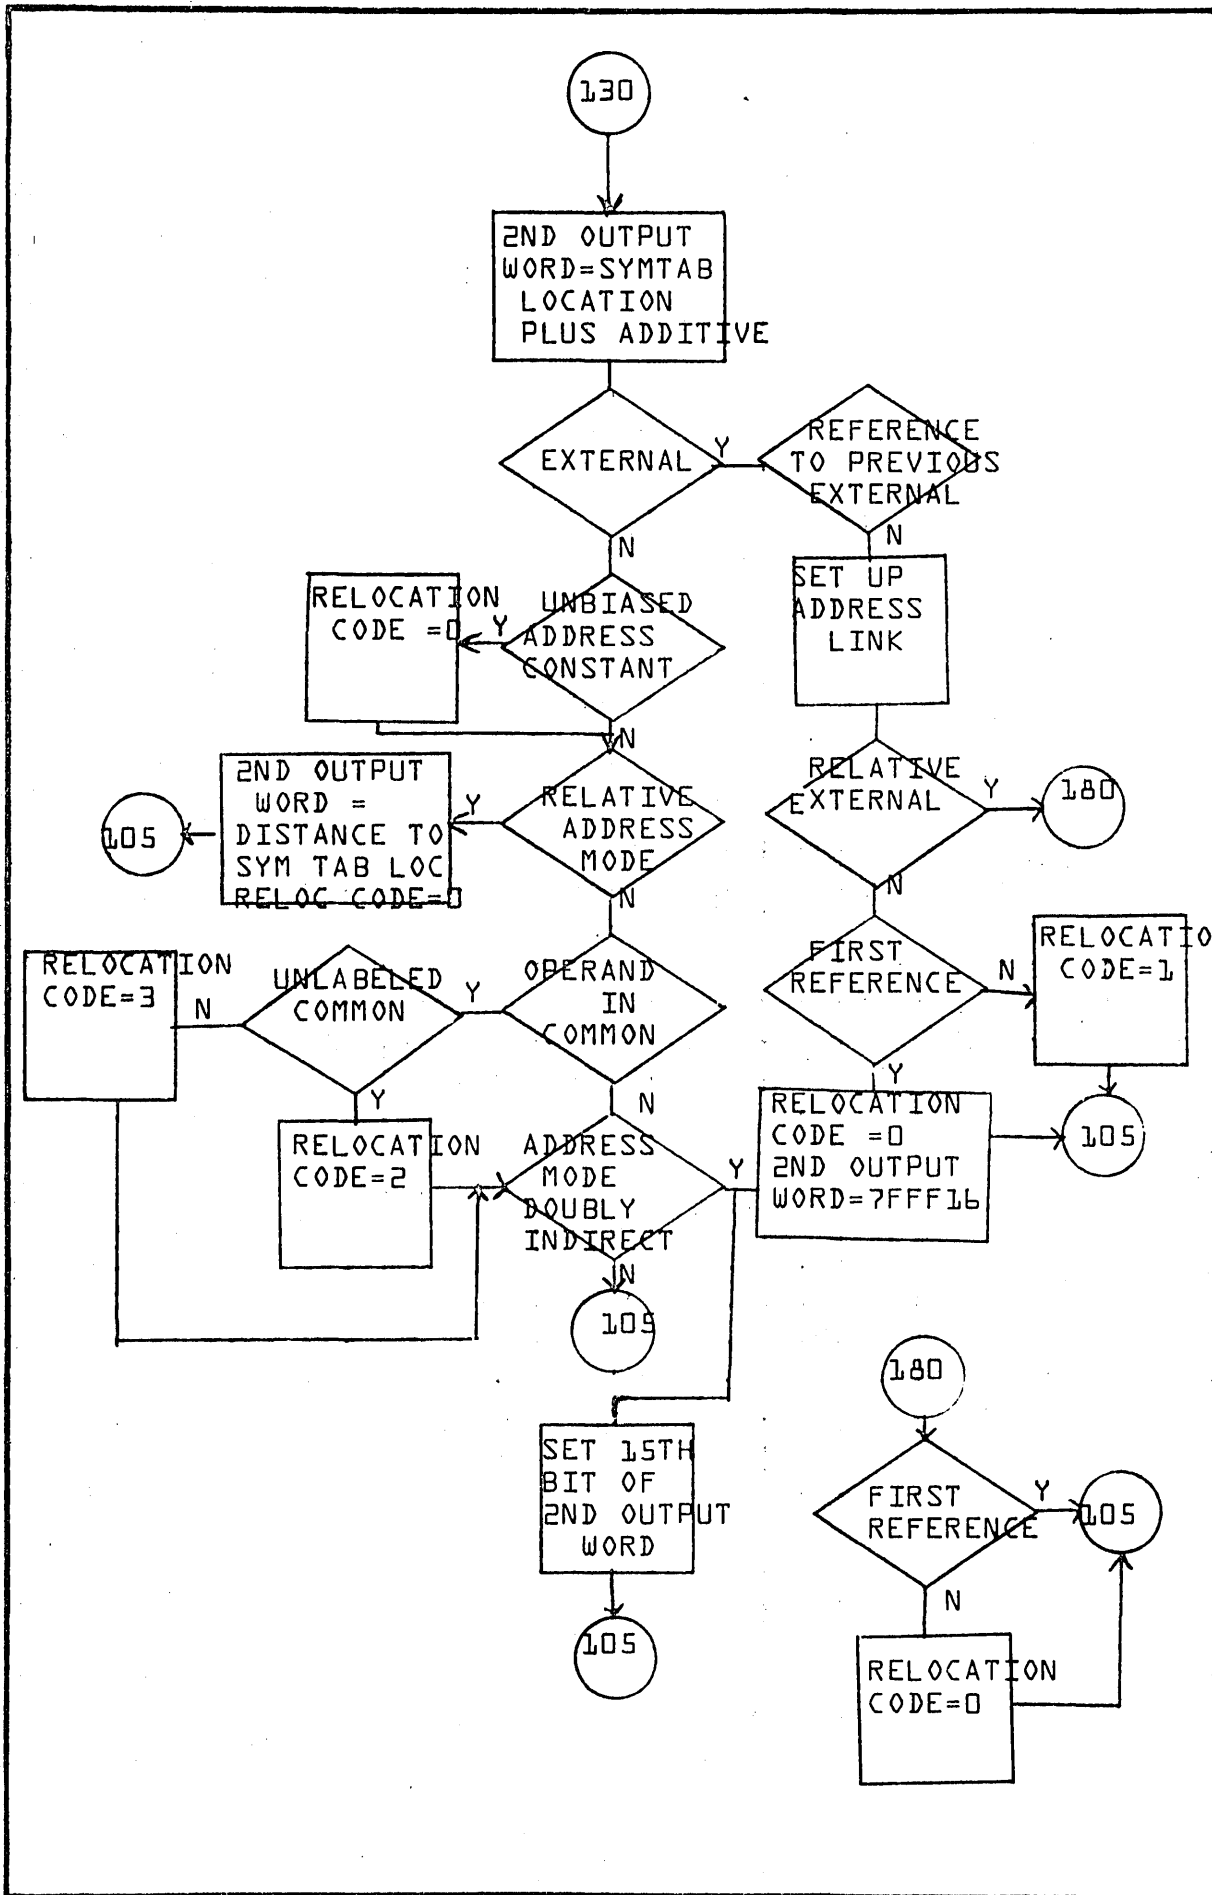 130
2ND OUTPUT
WORD=SYMTAB
LOCATION
PLUS ADDITIVE
EXTERNAL
Y
REFERENCE
TO PREVIOUS
EXTERNAL
N
N
SET UP
ADDRESS
LINK
RELOCATION
CODE =0
Y
UNBIASED
ADDRESS
CONSTANT
N
RELATIVE
EXTERNAL
Y
180
N
2ND OUTPUT
WORD =
DISTANCE TO
SYM TAB LOC
RELOC CODE=0
105
Y
RELATIVE
ADDRESS
MODE
N
FIRST
REFERENCE
N
RELOCATIO
CODE=1
Y
105
RELOCATION
CODE=3
N
UNLABELED
COMMON
Y
OPERAND
IN
COMMON
N
Y
RELOCATION
CODE=2
ADDRESS
MODE
DOUBLY
INDIRECT
Y
N
105
RELOCATION
CODE =0
2ND OUTPUT
WORD=7FFF16
SET 15TH
BIT OF
2ND OUTPUT
WORD
105
180
FIRST
REFERENCE
Y
105
N
RELOCATION
CODE=0